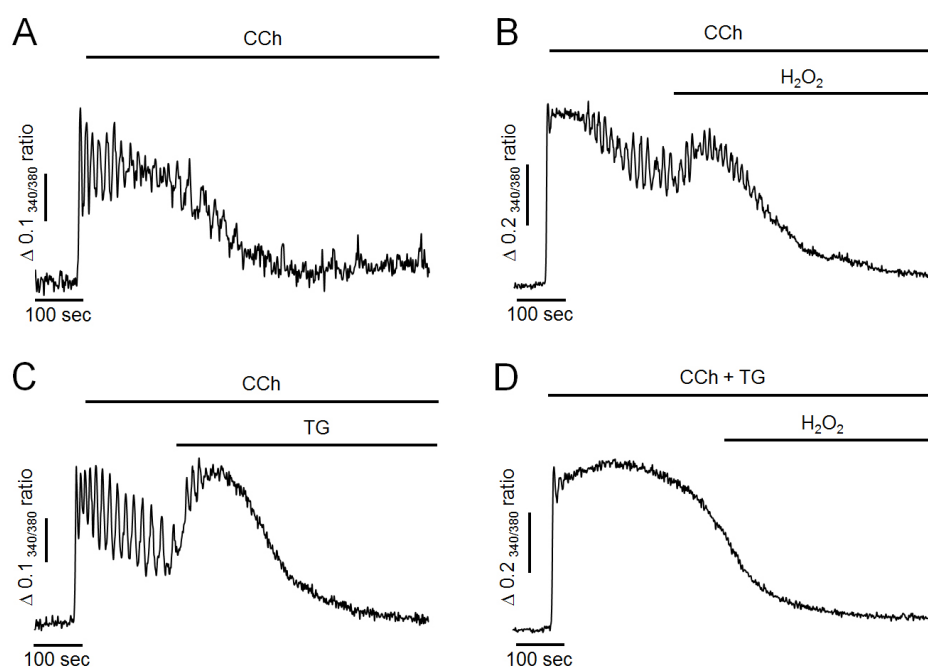 A
CCh
Δ 0.1 340/380 ratio
100 sec
B
CCh
H₂O₂
Δ 0.2 340/380 ratio
100 sec
C
CCh
TG
Δ 0.1 340/380 ratio
100 sec
D
CCh + TG
H₂O₂
Δ 0.2 340/380 ratio
100 sec